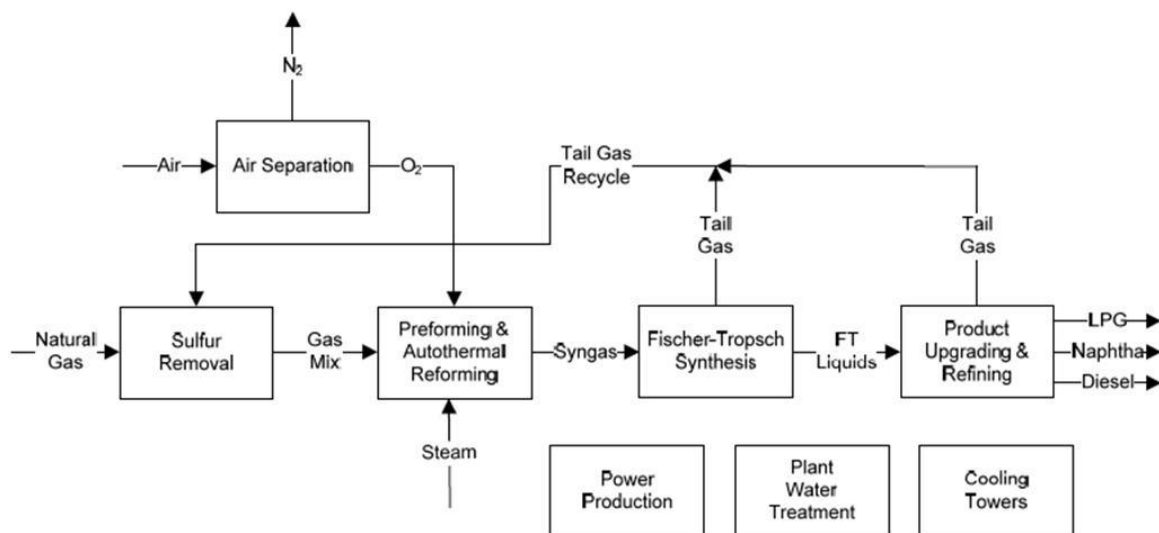 N₂
Air
Air Separation
O₂
Tail Gas
Recycle
Tail
Gas
Tail
Gas
Natural
Gas
Sulfur
Removal
Gas
Mix
Preforming &
Autothermal
Reforming
Syngas
Fischer-Tropsch
Synthesis
FT
Liquids
Product
Upgrading &
Refining
LPG
Naphtha
Diesel
Steam
Power
Production
Plant
Water
Treatment
Cooling
Towers